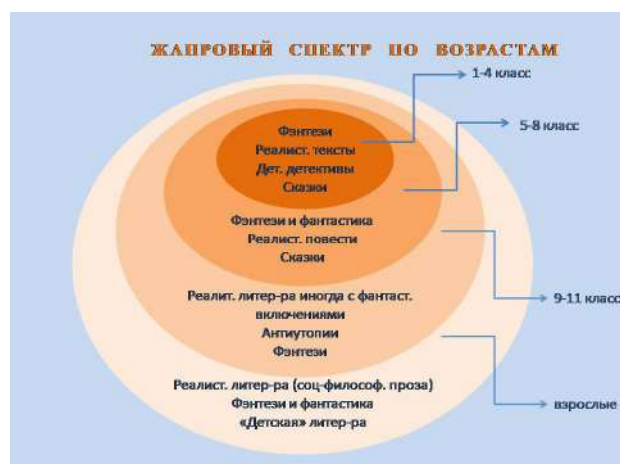 ЖАПРОВЫЙ СПЕКТР ПО ВОЗРАСТАМ
1-4 класс
5-8 класс
Фэнтези
Реалист. тексты
Дет. детективы
Сказки
Фэнтези и фантастика
Реалист. повести
Сказки
9-11 класс
Реалит. литер-ра иногда с фантаст.
включениями
Антиутопии
Фэнтези
Реалист. литер-ра (соц-философ. проза)
Фэнтези и фантастика
«Детская» литер-ра
взрослые